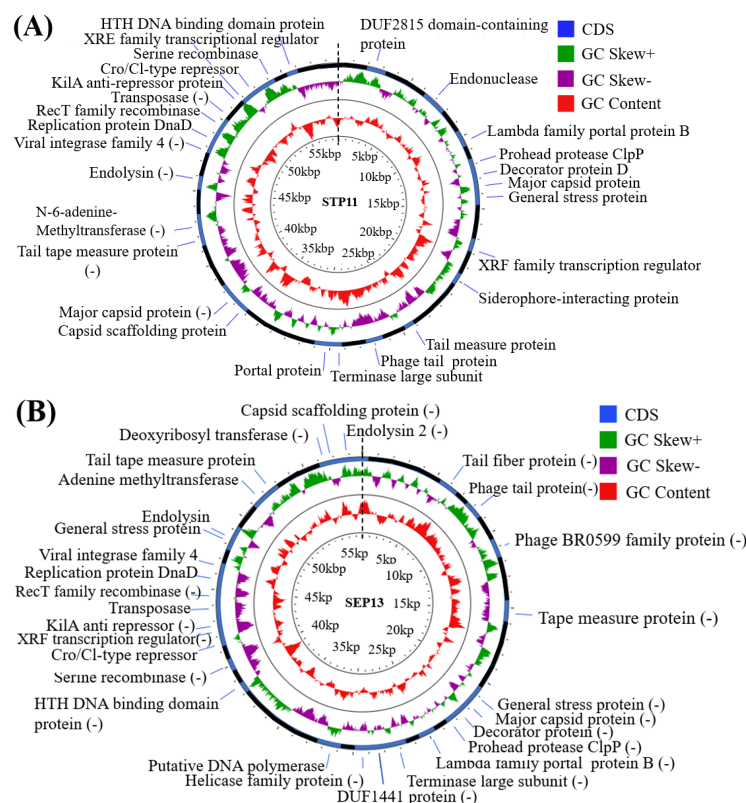 (A)
HTH DNA binding domain protein
XRE family transcriptional regulator
Serine recombinase
Cro/Cl-type repressor
KilA anti-repressor protein
Transposase (-)
RecT family recombinase
Replication protein DnaD
Viral integrase family 4 (-)
Endolysin (-)
N-6-adenine-
Methyltransferase (-)
Tail tape measure protein
(-)
Major capsid protein (-)
Capsid scaffolding protein
Portal protein
Terminase large subunit
Phage tail protein
Tail measure protein
Siderophore-interacting protein
XRF family transcription regulator
General stress protein
Major capsid protein
Decorator protein D
Prohead protease ClpP
Lambda family portal protein B
Endonuclease
DUF2815 domain-containing
protein
CDS
GC Skew+
GC Skew-
GC Content
55kbp
5kbp
50kbp
10kbp
45kbp
STP11
15kbp
40kbp
20kbp
35kbp
25kbp
(B)
Capsid scaffolding protein (-)
Deoxyribosyl transferase (-)
Endolysin 2 (-)
Tail tape measure protein
Adenine methyltransferase
Endolysin
General stress protein
Viral integrase family 4
Replication protein DnaD
RecT family recombinase (-)
Transposase
KilA anti repressor (-)
XRF transcription regulator(-)
Cro/Cl-type repressor
Serine recombinase (-)
HTH DNA binding domain
protein (-)
Putative DNA polymerase
Helicase family protein (-)
DUF1441 protein (-)
Terminase large subunit (-)
Lambda family portal protein B (-)
Prohead protease ClpP (-)
Decorator protein (-)
Major capsid protein (-)
General stress protein (-)
Tape measure protein (-)
Phage BR0599 family protein (-)
Phage tail protein(-)
Tail fiber protein (-)
CDS
GC Skew+
GC Skew-
GC Content
55kp
5kp
50kbp
10kp
45kp
SEP13
15kp
40kp
20kp
35kp
25kp